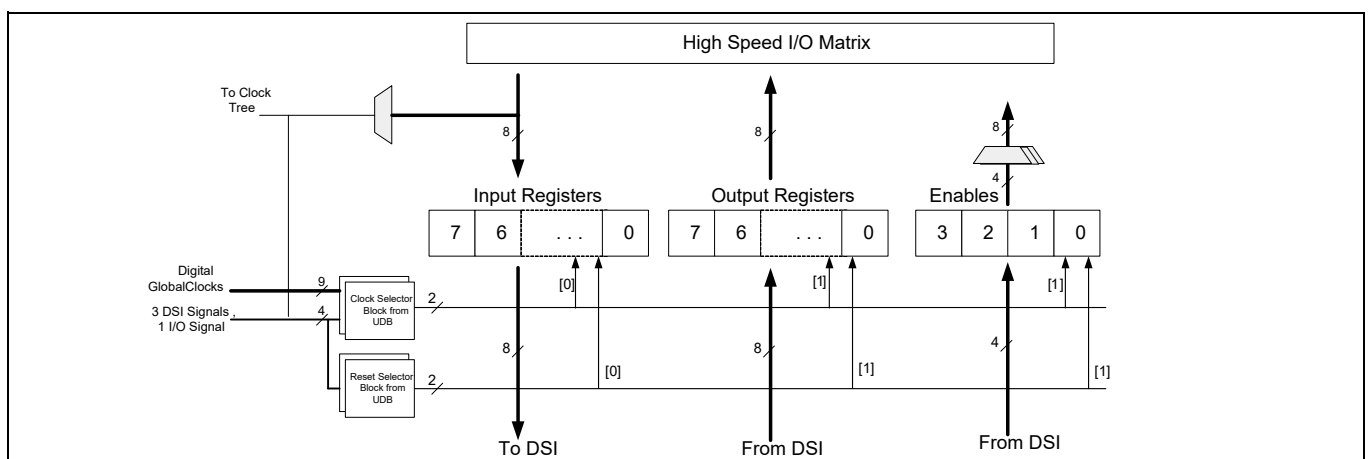 High Speed I/O Matrix
To Clock
Tree
8
8
8
4
Input Registers
Output Registers
Enables
7 6 . . . 0
7 6 . . . 0
3 2 1 0
Digital
GlobalClocks
9
3 DSI Signals ,
1 I/O Signal
4
Clock Selector
Block from
UDB
2
[0]
[1]
[1]
8
8
4
Reset Selector
Block from
UDB
2
[0]
[1]
[1]
To DSI
From DSI
From DSI